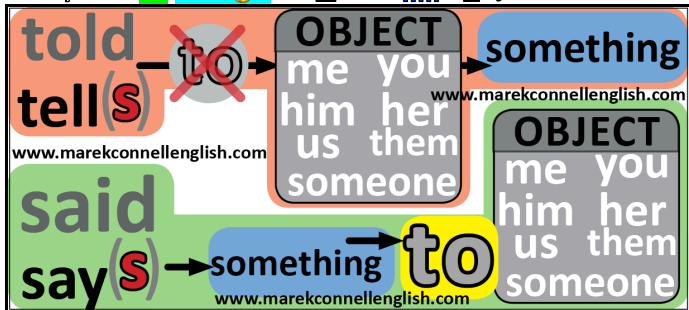 told
tell(s)
to
OBJECT
me you
him her
us them
someone
something
www.marekconnellenglish.com
www.marekconnellenglish.com
said
say(s)
something
to
OBJECT
me you
him her
us them
someone
www.marekconnellenglish.com